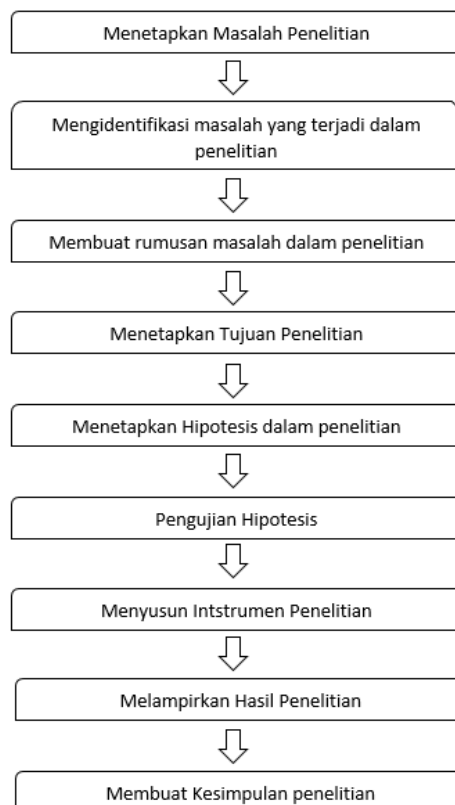 Menetapkan Masalah Penelitian
Mengidentifikasi masalah yang terjadi dalam
penelitian
Membuat rumusan masalah dalam penelitian
Menetapkan Tujuan Penelitian
Menetapkan Hipotesis dalam penelitian
Pengujian Hipotesis
Menyusun Intstrumen Penelitian
Melampirkan Hasil Penelitian
Membuat Kesimpulan penelitian